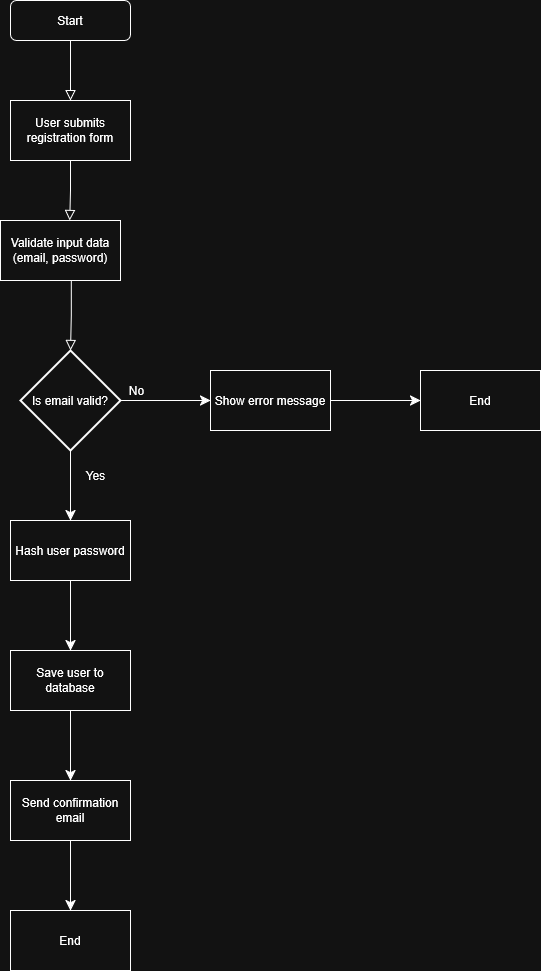 Start
User submits
registration form
Validate input data
(email, password)
Is email valid?
No
Show error message
End
Yes
Hash user password
Save user to
database
Send confirmation
email
End